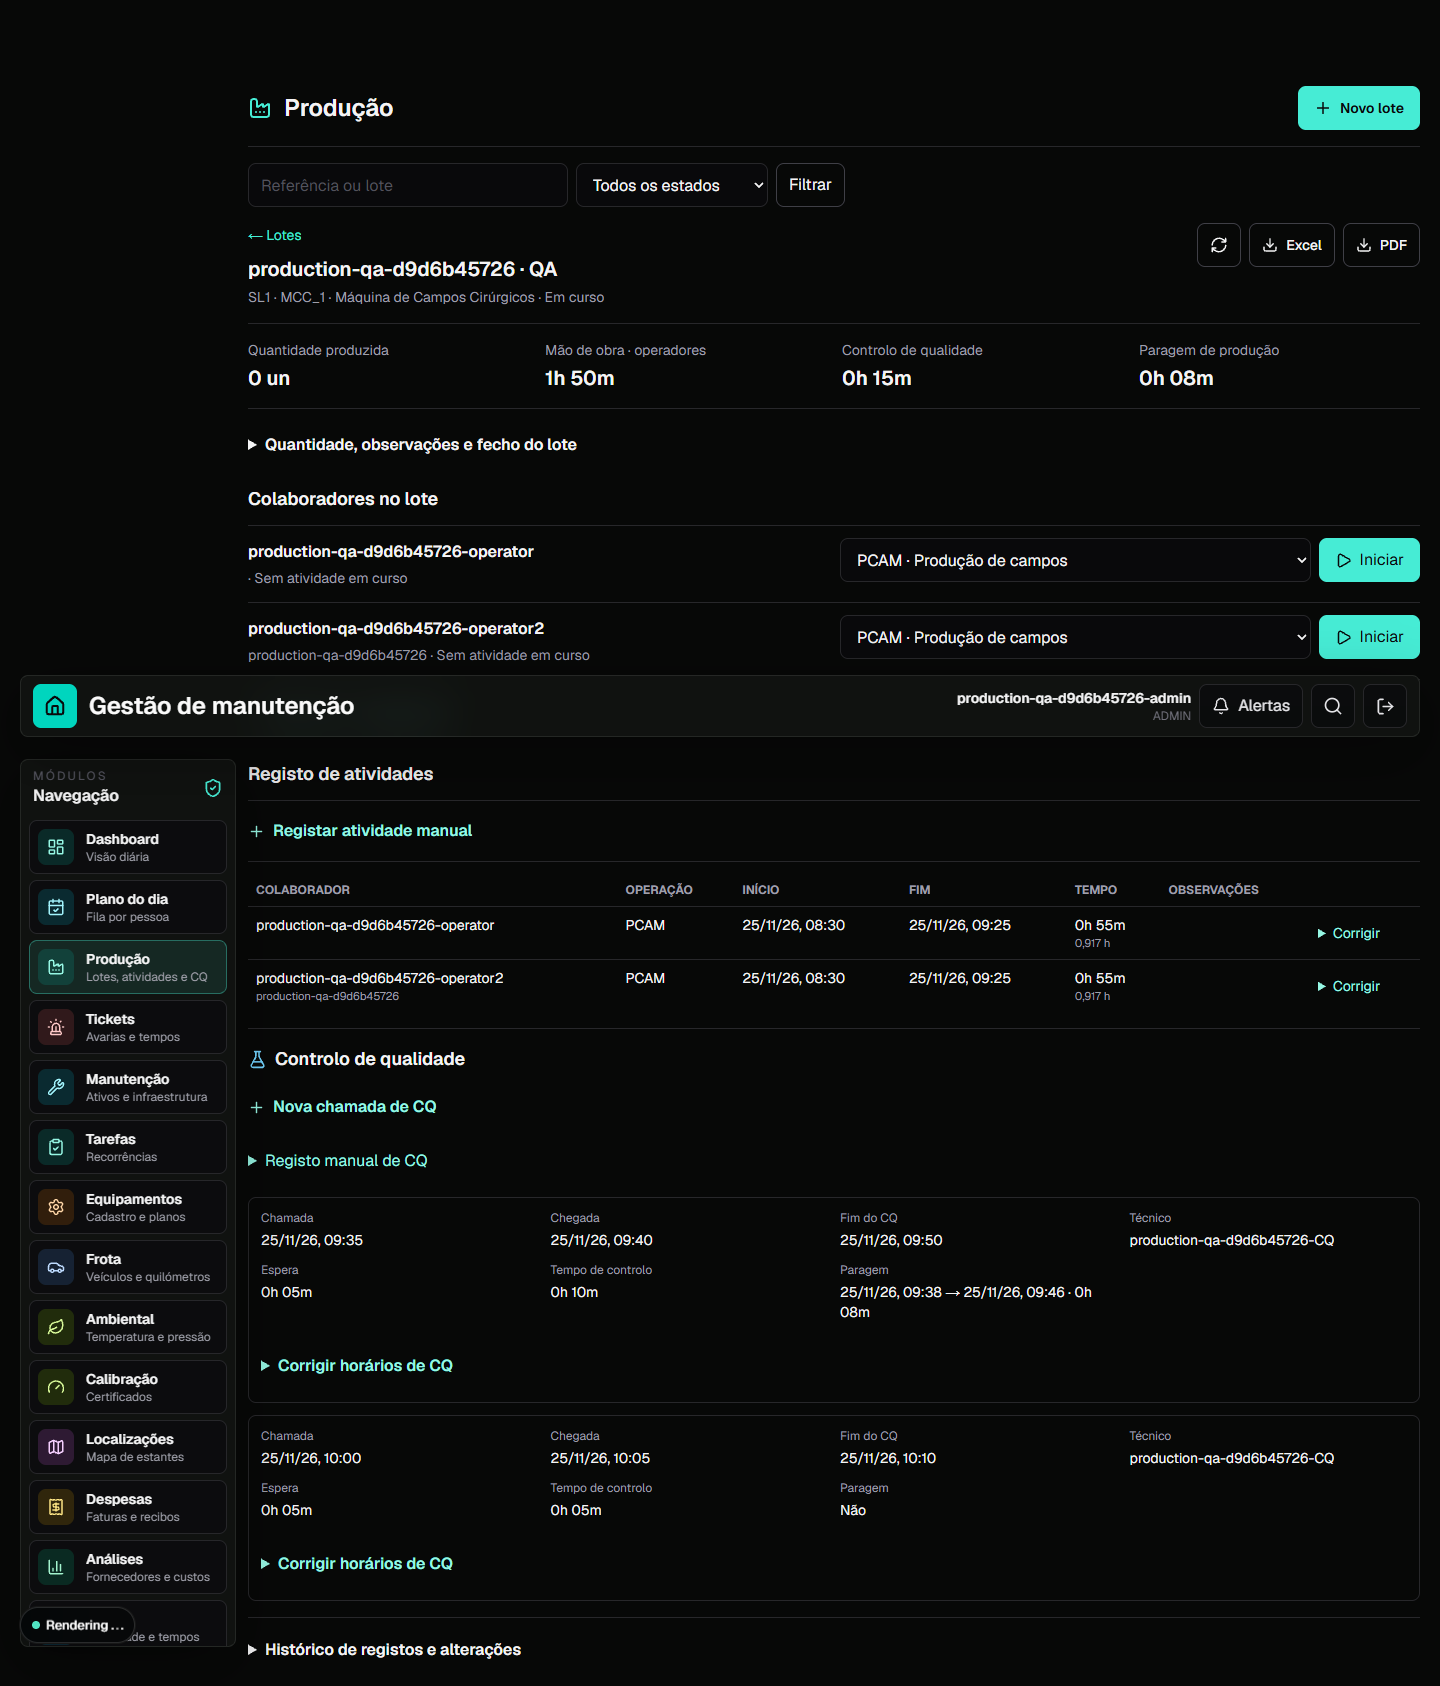 Produção
Novo lote
Referência ou lote
Todos os estados
Filtrar
← Lotes
Excel
PDF
production-qa-d9d6b45726 · QA
SL1 · MCC_1 · Máquina de Campos Cirúrgicos · Em curso
Quantidade produzida
Mão de obra · operadores
Controlo de qualidade
Paragem de produção
0 un
1h 50m
0h 15m
0h 08m
Quantidade, observações e fecho do lote
Colaboradores no lote
production-qa-d9d6b45726-operator
· Sem atividade em curso
PCAM · Produção de campos
Iniciar
production-qa-d9d6b45726-operator2
production-qa-d9d6b45726 · Sem atividade em curso
PCAM · Produção de campos
Iniciar
Gestão de manutenção
production-qa-d9d6b45726-admin
ADMIN
Alertas
MÓDULOS
Navegação
Dashboard
Visão diária
Plano do dia
Fila por pessoa
Produção
Lotes, atividades e CQ
Tickets
Avarias e tempos
Manutenção
Ativos e infraestrutura
Tarefas
Recorrências
Equipamentos
Cadastro e planos
Frota
Veículos e quilómetros
Ambiental
Temperatura e pressão
Calibração
Certificados
Localizações
Mapa de estantes
Despesas
Faturas e recibos
Análises
Fornecedores e custos
Rendering ...
de e tempos
Registo de atividades
Registar atividade manual
COLABORADOR
OPERAÇÃO
INÍCIO
FIM
TEMPO
OBSERVAÇÕES
production-qa-d9d6b45726-operator
PCAM
25/11/26, 08:30
25/11/26, 09:25
0h 55m
0,917 h
Corrigir
production-qa-d9d6b45726-operator2
production-qa-d9d6b45726
PCAM
25/11/26, 08:30
25/11/26, 09:25
0h 55m
0,917 h
Corrigir
Controlo de qualidade
Nova chamada de CQ
Registo manual de CQ
Chamada
Chegada
Fim do CQ
Técnico
25/11/26, 09:35
25/11/26, 09:40
25/11/26, 09:50
production-qa-d9d6b45726-CQ
Espera
Tempo de controlo
Paragem
0h 05m
0h 10m
25/11/26, 09:38 → 25/11/26, 09:46 · 0h
08m
Corrigir horários de CQ
Chamada
Chegada
Fim do CQ
Técnico
25/11/26, 10:00
25/11/26, 10:05
25/11/26, 10:10
production-qa-d9d6b45726-CQ
Espera
Tempo de controlo
Paragem
0h 05m
0h 05m
Não
Corrigir horários de CQ
Histórico de registos e alterações